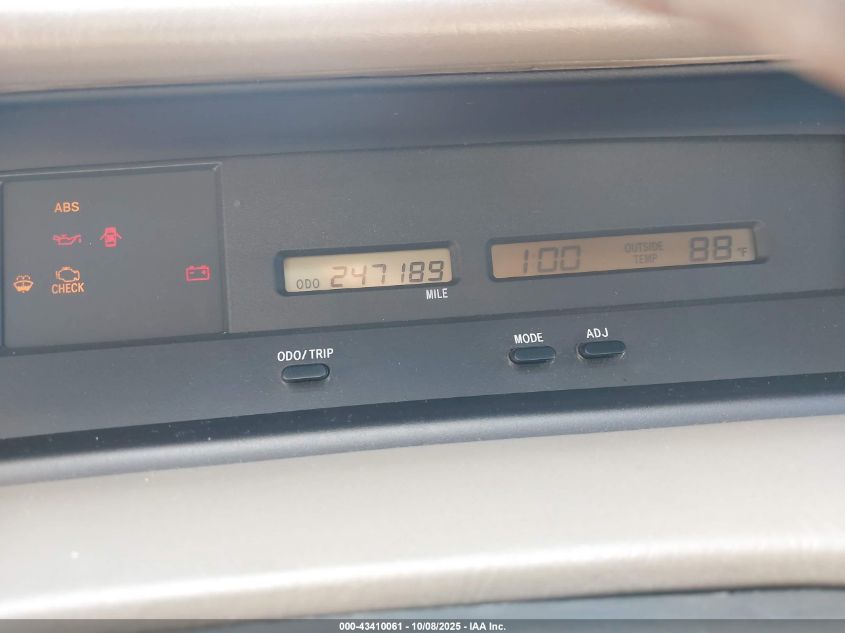 ABS
CHECK
ODO 247189
MILE
1:00 OUTSIDE TEMP 88°F
ODO/TRIP
MODE
ADJ
000-43410061 - 10/08/2025 - IAA Inc.